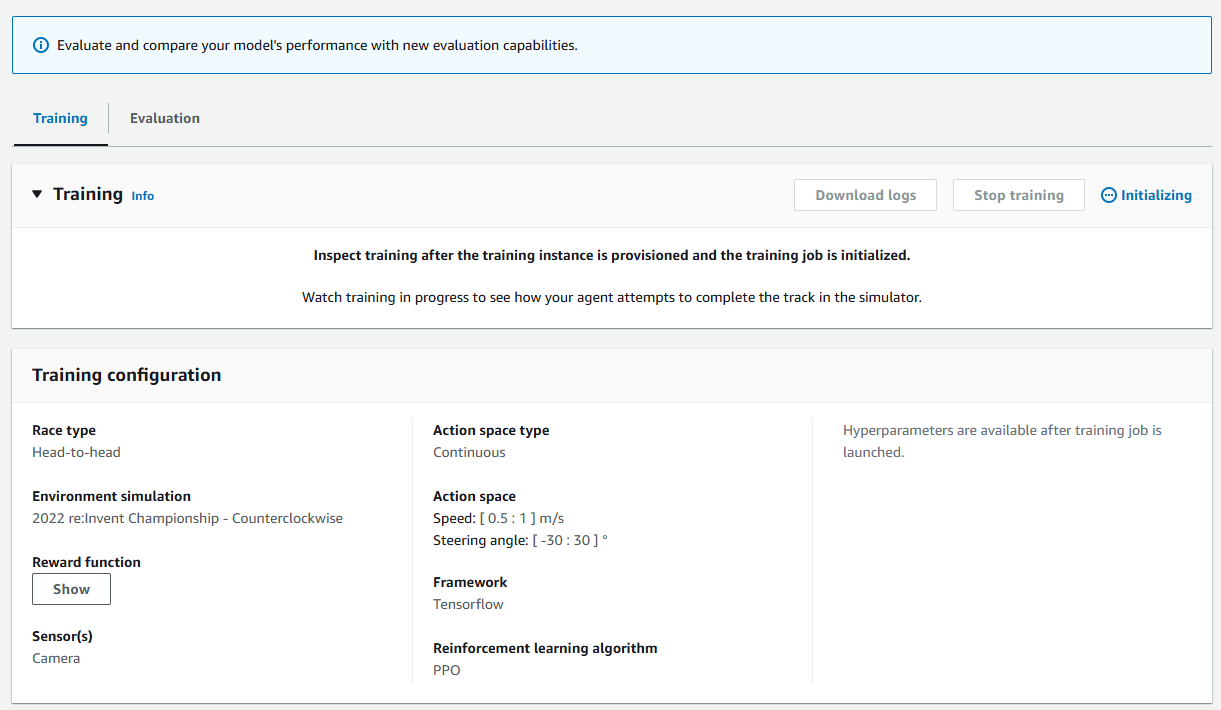 Evaluate and compare your model's performance with new evaluation capabilities.
Training
Evaluation
Training Info
Download logs
Stop training
Initializing
Inspect training after the training instance is provisioned and the training job is initialized.
Watch training in progress to see how your agent attempts to complete the track in the simulator.
Training configuration
Race type
Head-to-head
Environment simulation
2022 re:Invent Championship - Counterclockwise
Reward function
Show
Sensor(s)
Camera
Action space type
Continuous
Action space
Speed: [ 0.5 : 1 ] m/s
Steering angle: [ -30 : 30 ] °
Framework
Tensorflow
Reinforcement learning algorithm
PPO
Hyperparameters are available after training job is
launched.